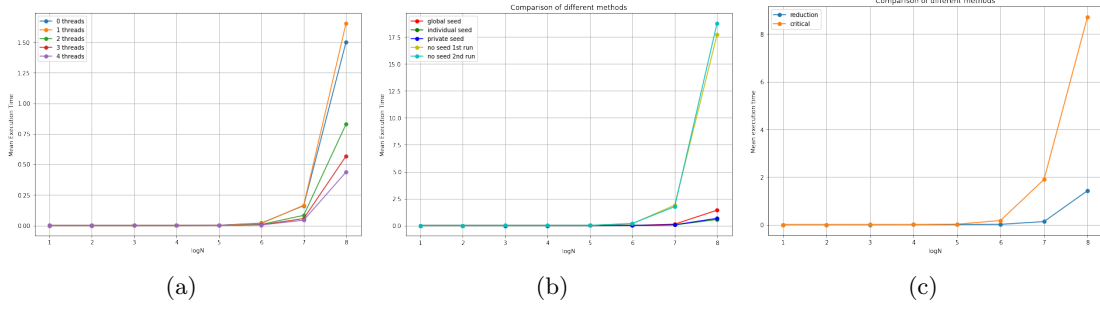 0 threads
1 threads
2 threads
3 threads
4 threads
1.50
1.25
1.00
0.75
0.50
0.25
0.00
Mean Execution Time
1 2 3 4 5 6 7 8
logN
(a)
Comparison of different methods
global seed
individual seed
private seed
no seed 1st run
no seed 2nd run
17.5
15.0
12.5
10.0
7.5
5.0
2.5
0.0
Mean Execution Time
1 2 3 4 5 6 7 8
logN
(b)
Comparison of different methods
reduction
critical
8
6
4
2
0
Mean execution time
1 2 3 4 5 6 7 8
logN
(c)